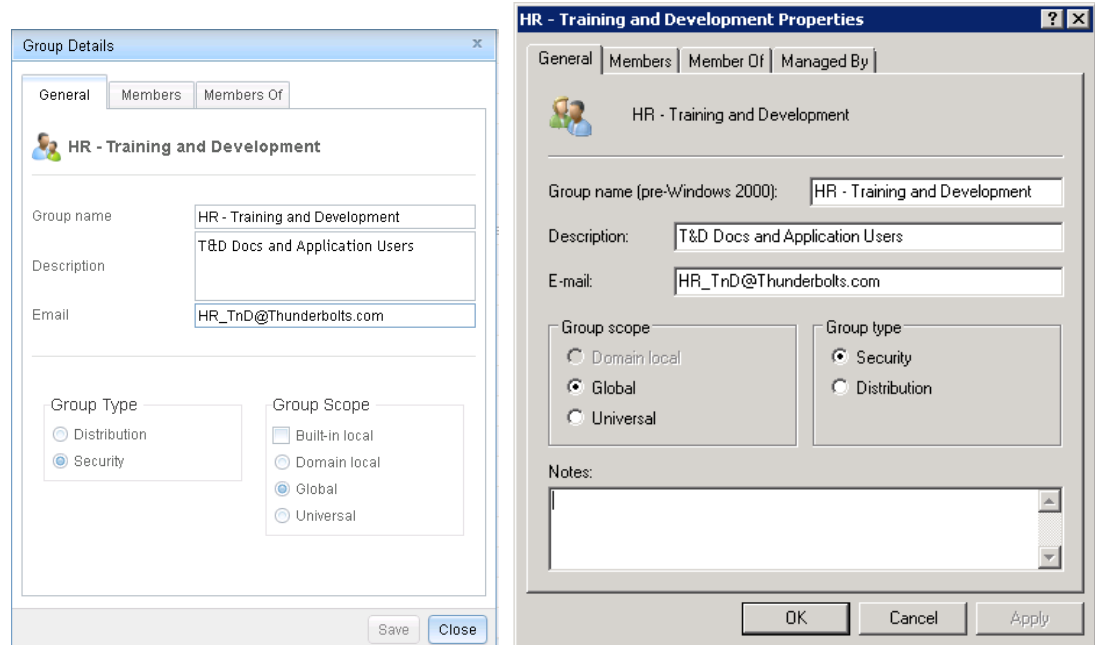 Group Details x
General Members Members Of
HR - Training and Development
Group name HR - Training and Development
Description T&D Docs and Application Users
Email HR_TnD@Thunderbolts.com
Group Type Group Scope
Distribution Built-in local
Security Domain local
Global
Universal
Save Close
HR - Training and Development Properties ? X
General Members Member Of Managed By
HR - Training and Development
Group name (pre-Windows 2000): HR - Training and Development
Description: T&D Docs and Application Users
E-mail: HR_TnD@Thunderbolts.com
Group scope Group type
Domain local Security
Global Distribution
Universal
Notes:
OK Cancel Apply